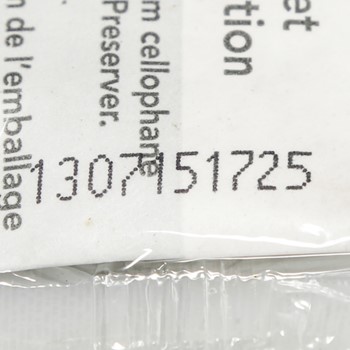 et
tion
m cellophane
Preserver.
n de l'emballage
1307151725